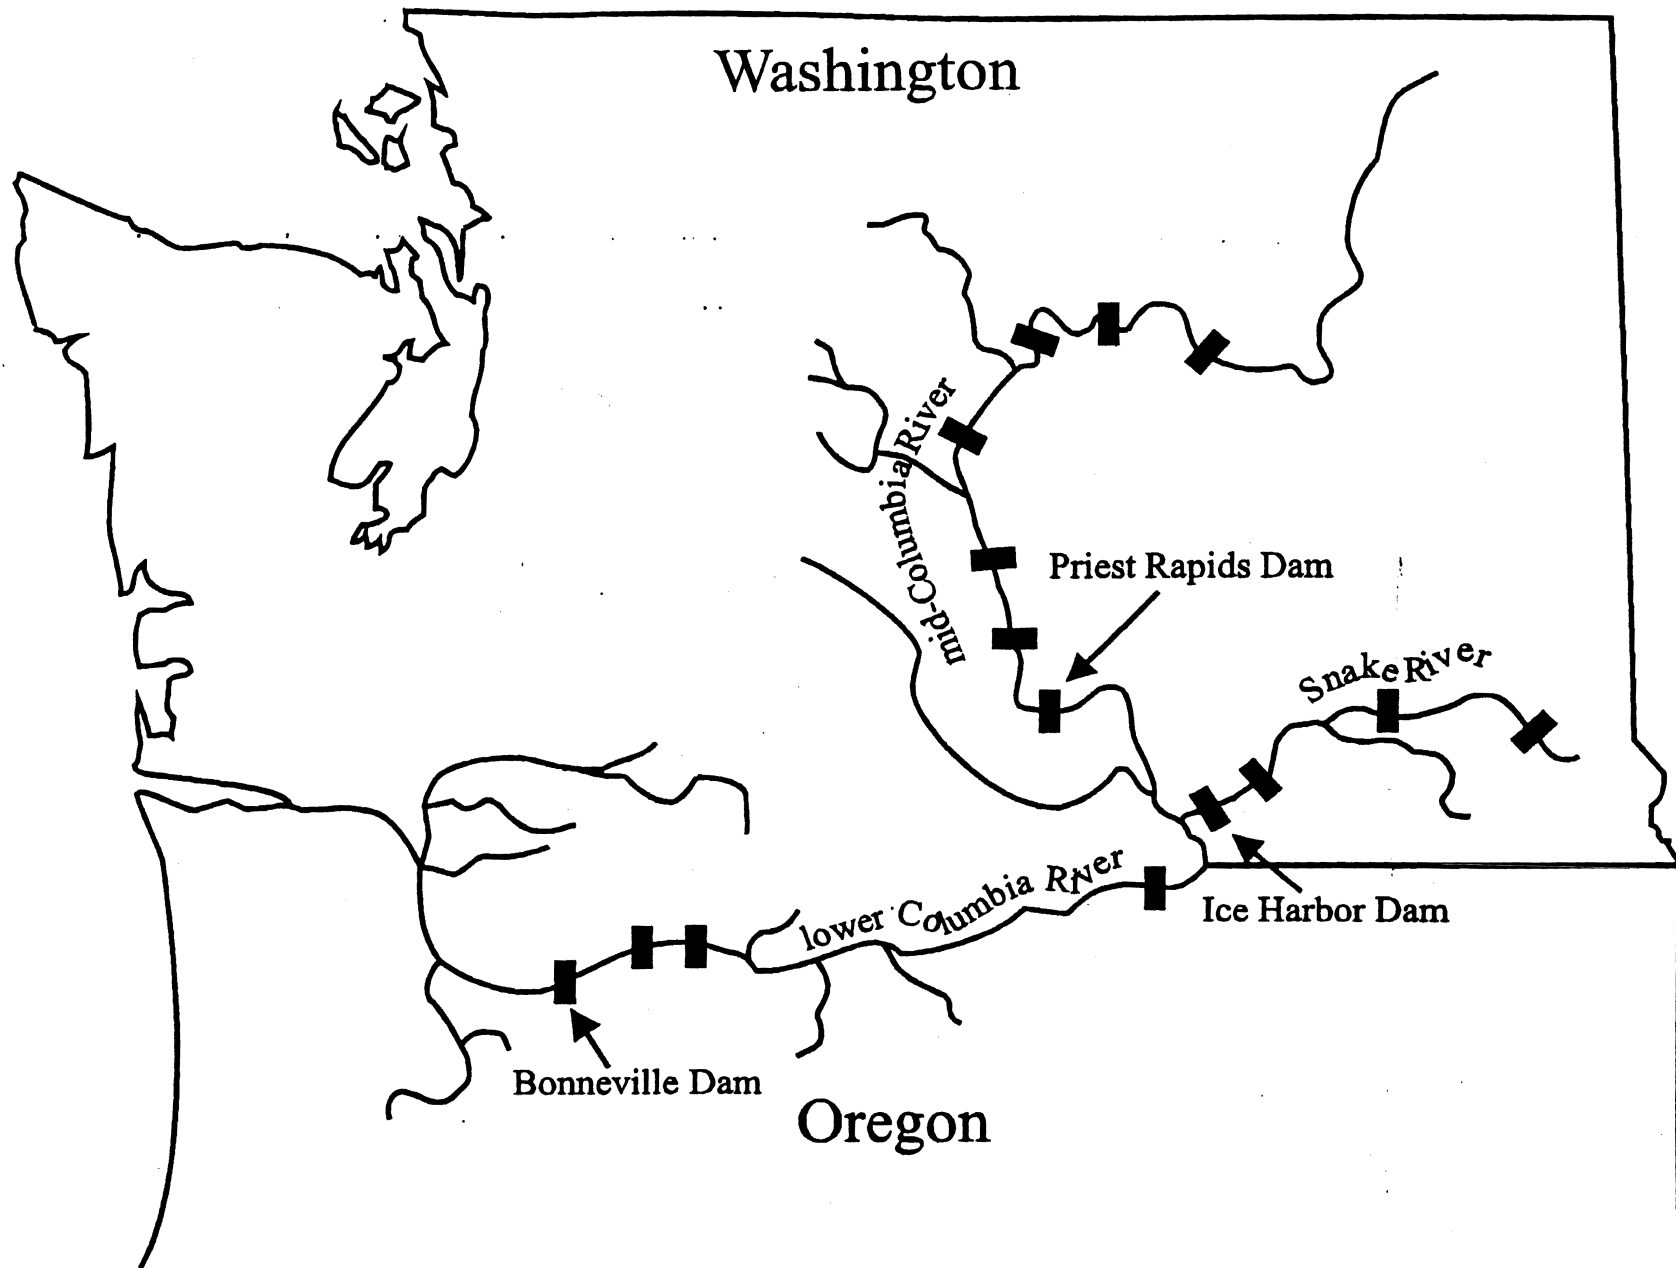 Washington
mid-Columbia River
Priest Rapids Dam
Snake River
lower Columbia River
Ice Harbor Dam
Bonneville Dam
Oregon